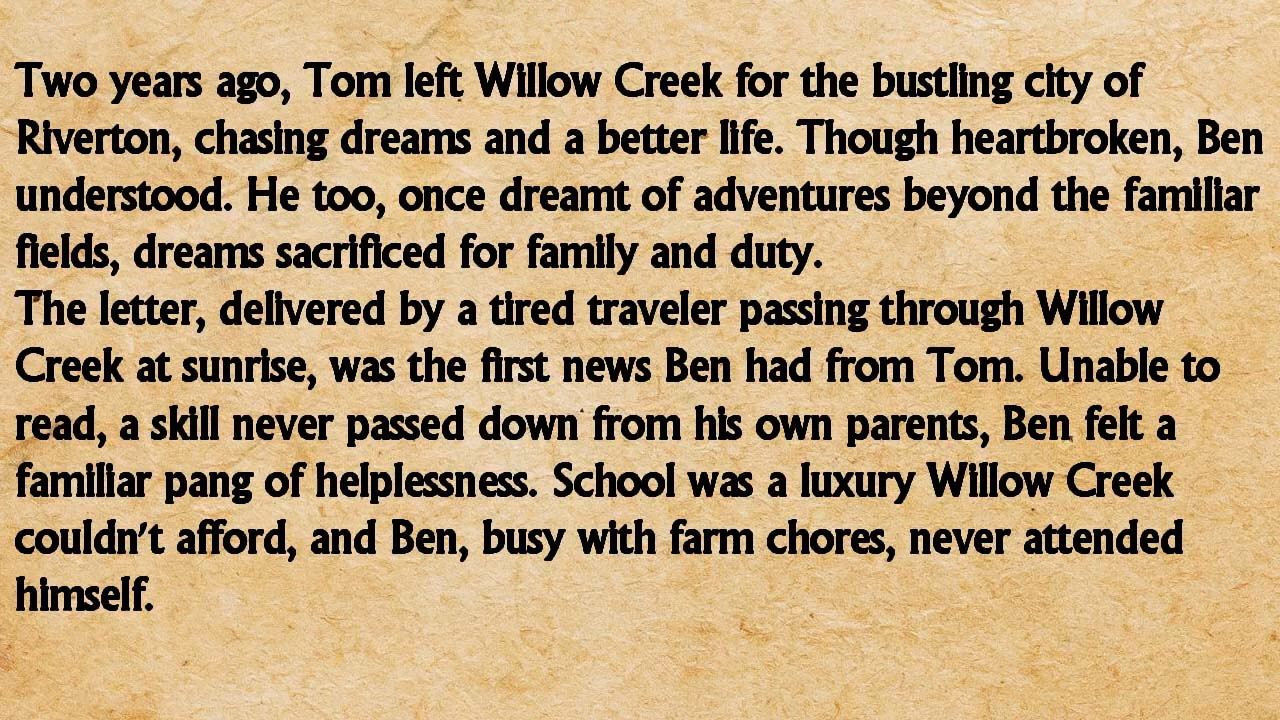 Two years ago, Tom left Willow Creek for the bustling city of
Riverton, chasing dreams and a better life. Though heartbroken, Ben
understood. He too, once dreamt of adventures beyond the familiar
fields, dreams sacrificed for family and duty.
The letter, delivered by a tired traveler passing through Willow
Creek at sunrise, was the first news Ben had from Tom. Unable to
read, a skill never passed down from his own parents, Ben felt a
familiar pang of helplessness. School was a luxury Willow Creek
couldn't afford, and Ben, busy with farm chores, never attended
himself.